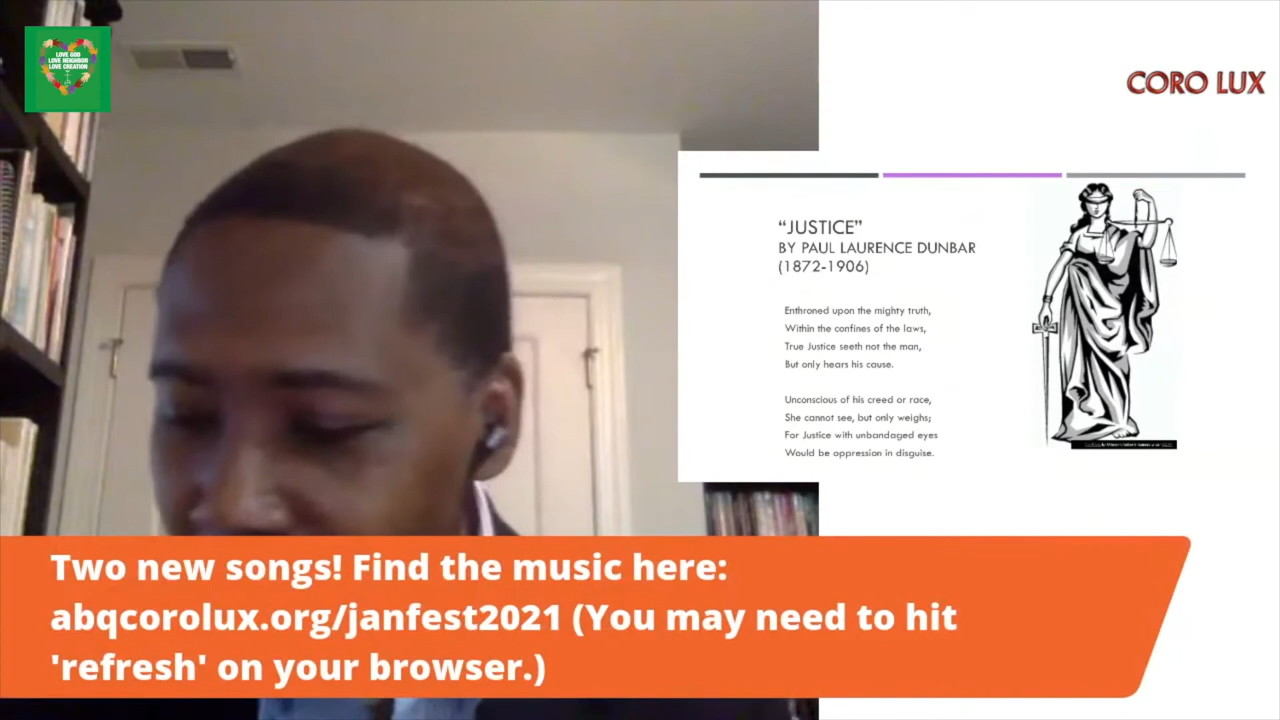 LOVE GOD
LOVE NEIGHBOR
LOVE CREATION
CORO LUX
“JUSTICE”
BY PAUL LAURENCE DUNBAR
(1872-1906)
Enthroned upon the mighty truth,
Within the confines of the laws,
True Justice seeth not the man,
But only hears his cause.
Unconscious of his creed or race,
She cannot see, but only weighs;
For Justice with unbandaged eyes
Would be oppression in disguise.
Two new songs! Find the music here:
abqcorolux.org/janfest2021 (You may need to hit
'refresh' on your browser.)